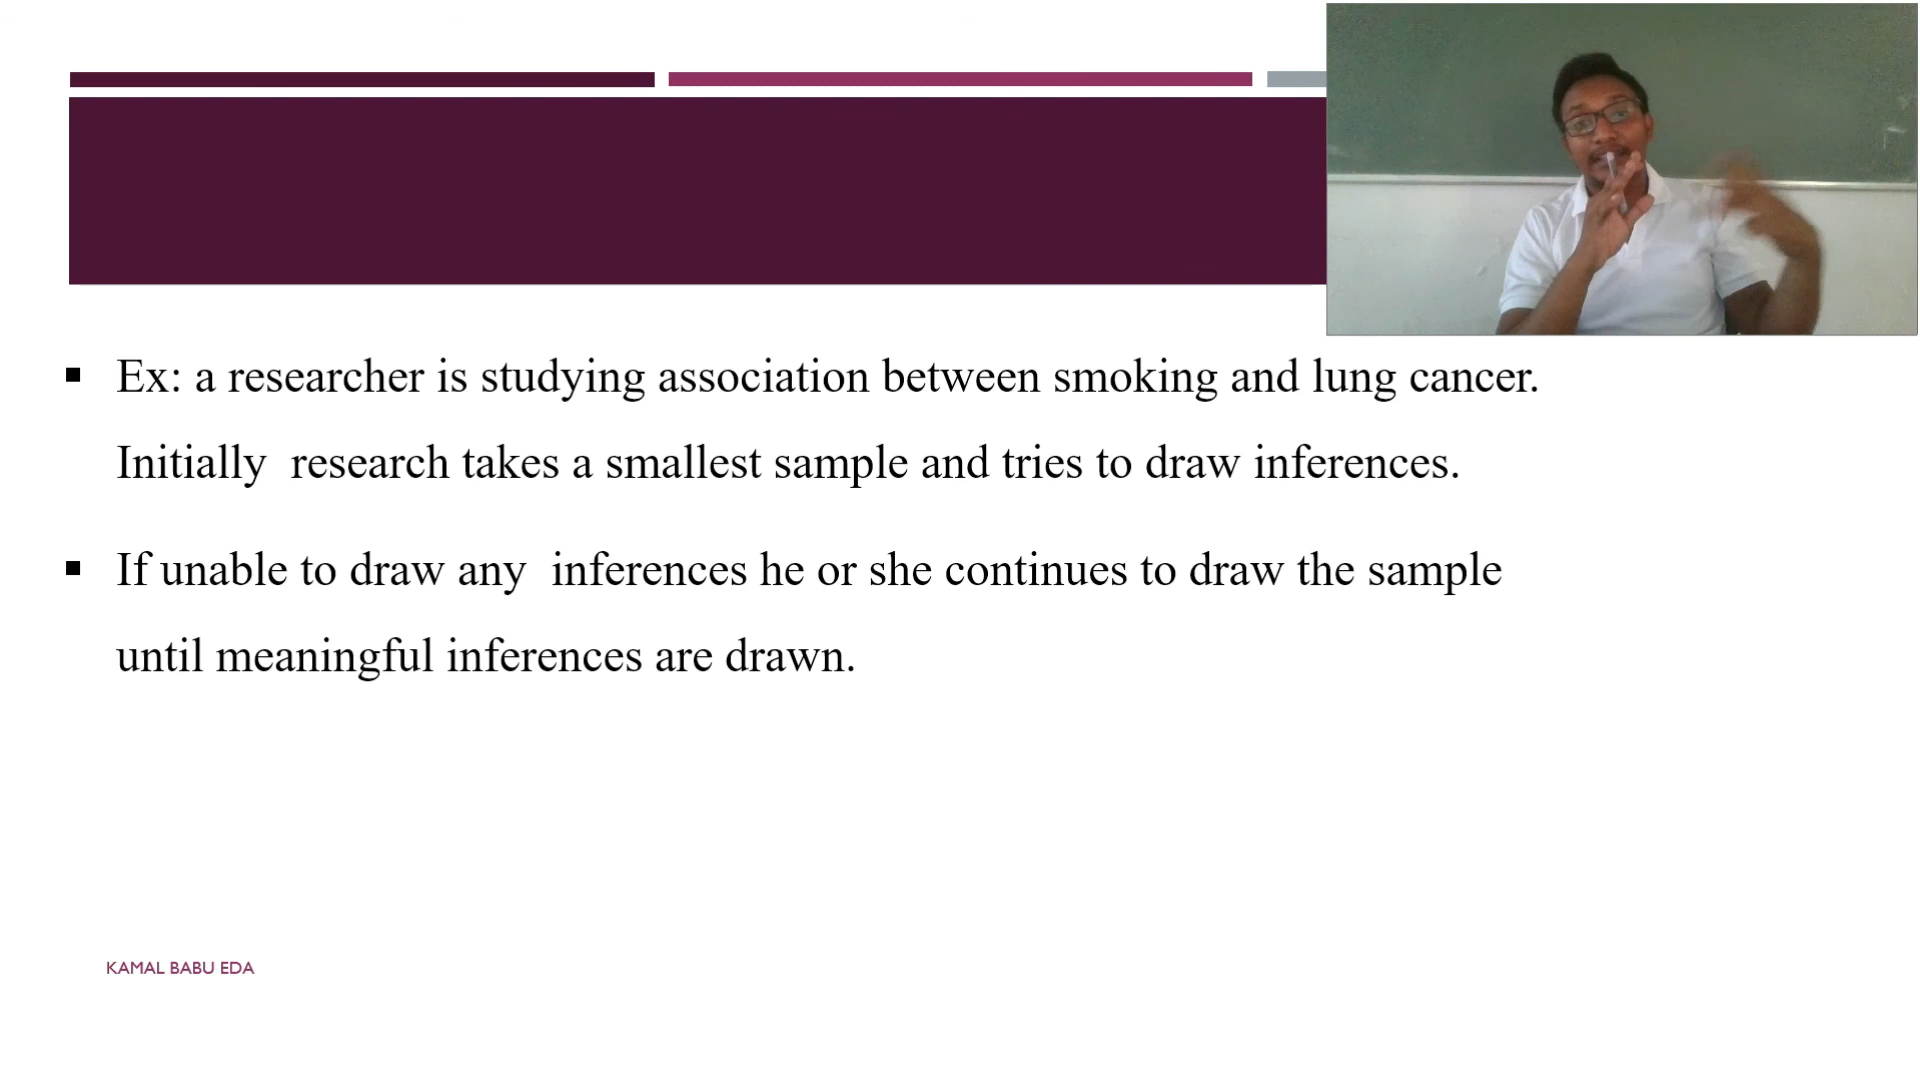 Ex: a researcher is studying association between smoking and lung cancer.
Initially  research takes a smallest sample and tries to draw inferences.
If unable to draw any  inferences he or she continues to draw the sample
until meaningful inferences are drawn.
KAMAL BABU EDA